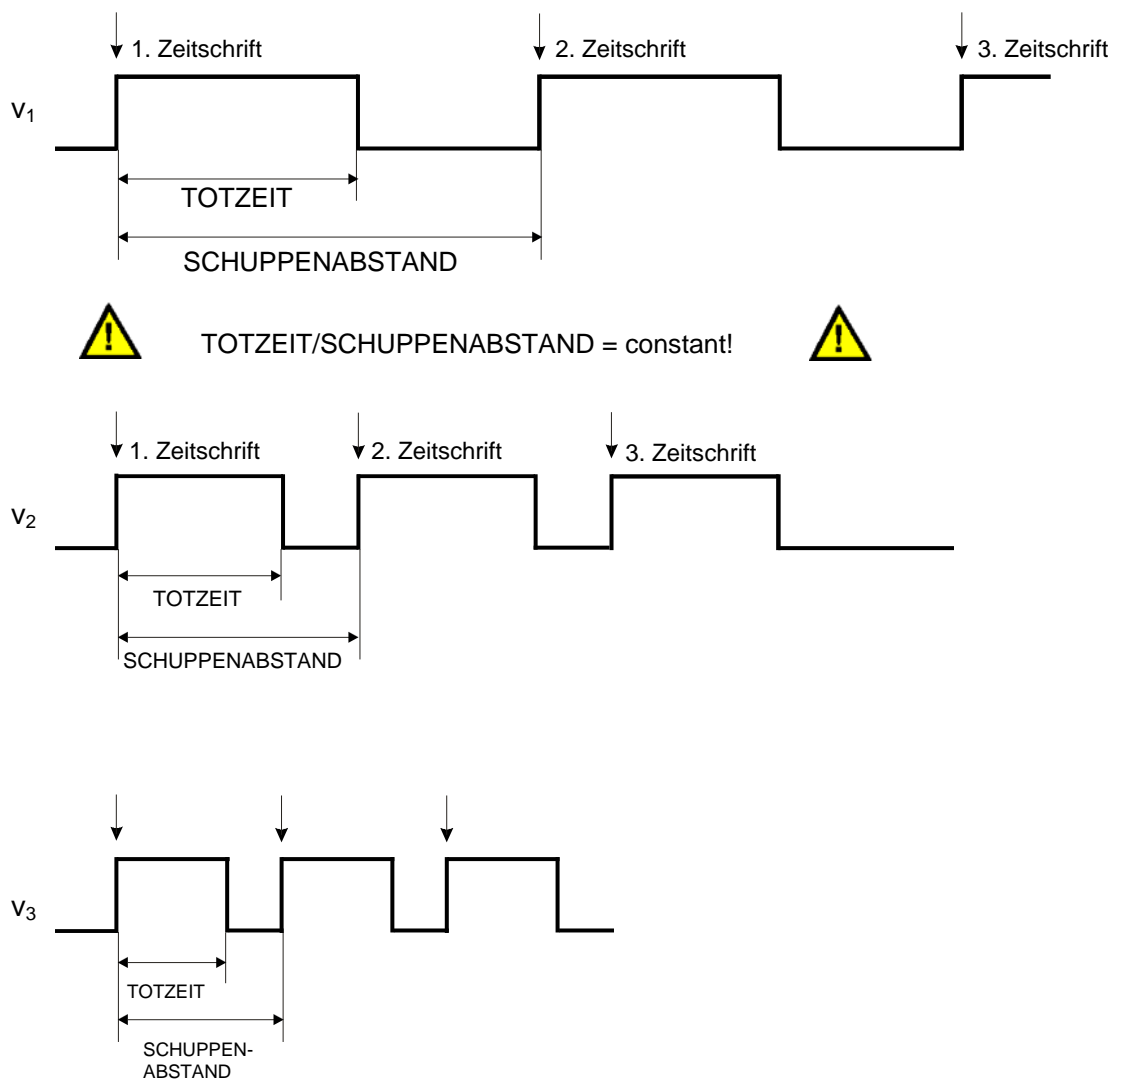 1. Zeitschrift 2. Zeitschrift 3. Zeitschrift
v₁
TOTZEIT
SCHUPPENABSTAND
! TOTZEIT/SCHUPPENABSTAND = constant! !
1. Zeitschrift 2. Zeitschrift 3. Zeitschrift
v₂
TOTZEIT
SCHUPPENABSTAND
v₃
TOTZEIT
SCHUPPEN-
ABSTAND